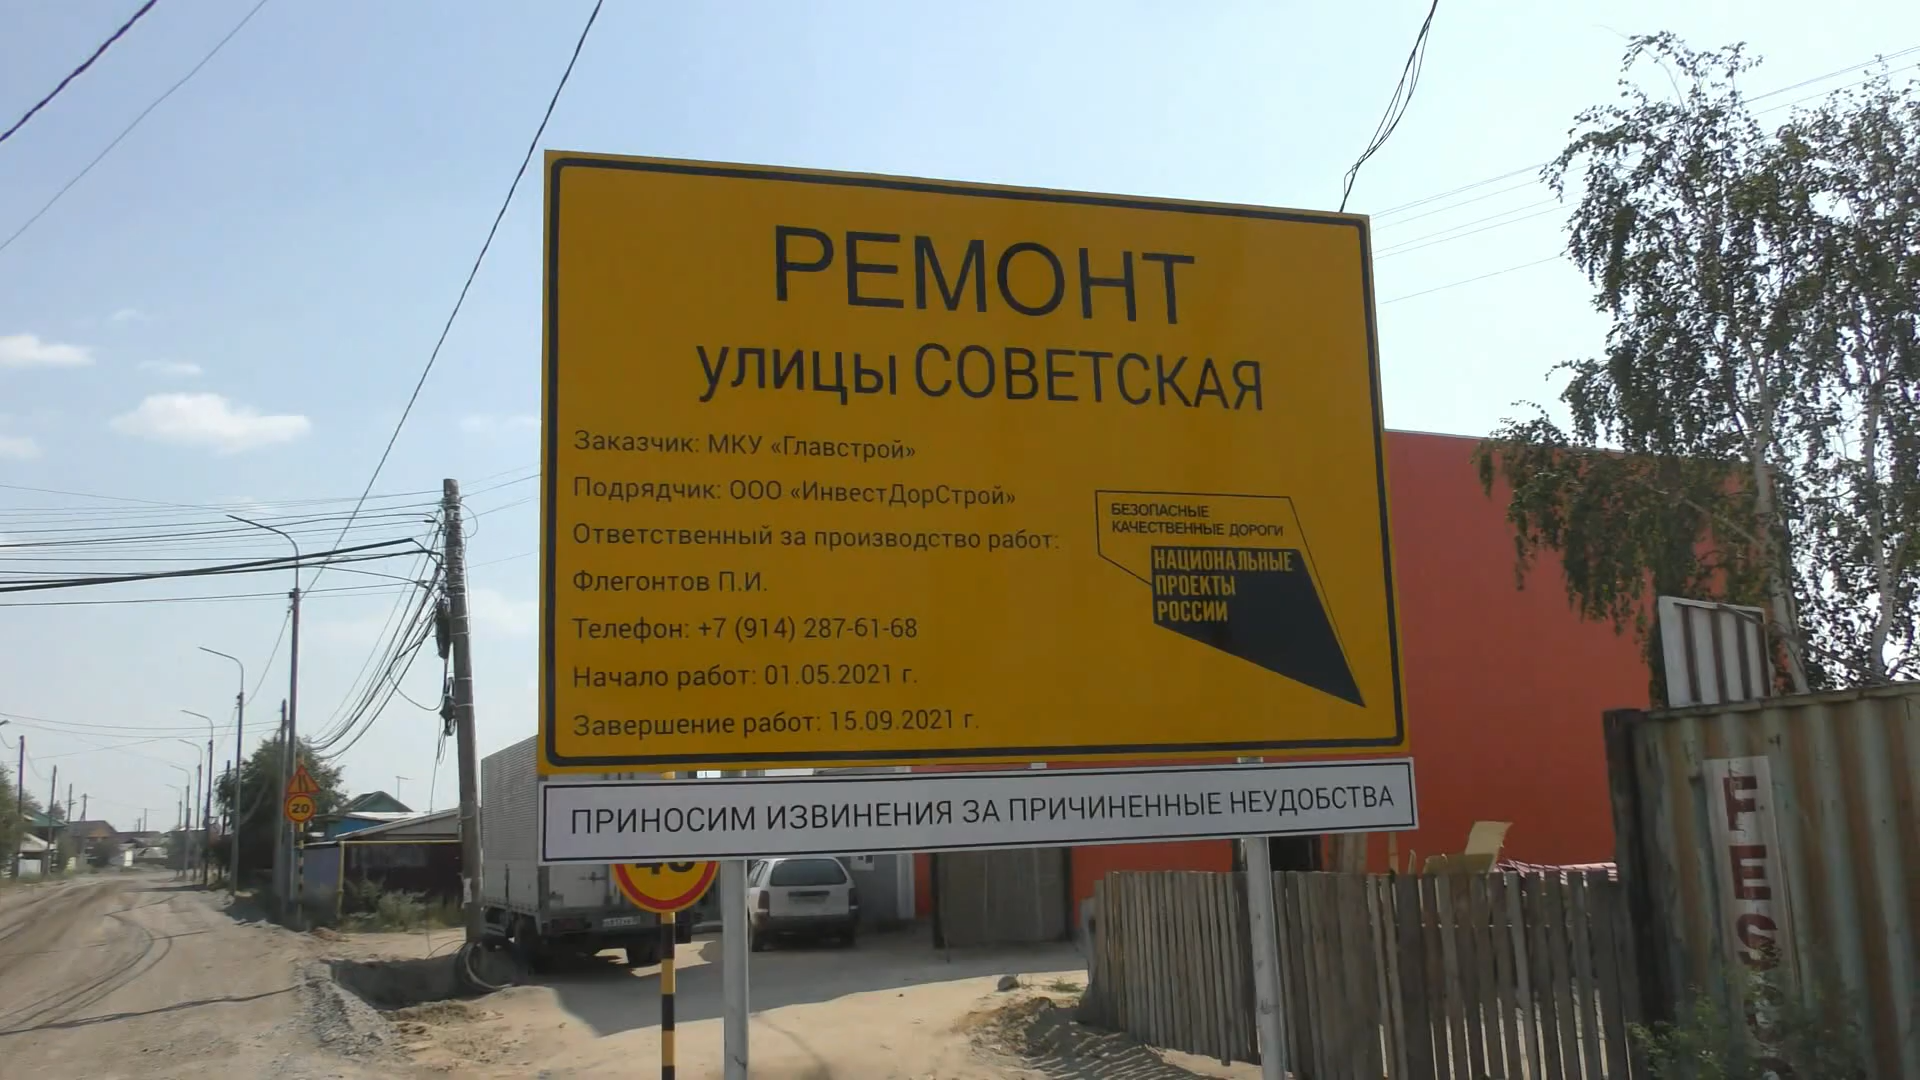 РЕМОНТ
улицы СОВЕТСКАЯ
Заказчик: МКУ «Главстрой»
Подрядчик: ООО «ИнвестДорСтрой»
Ответственный за производство работ:
Флегонтов П.И.
Телефон: +7 (914) 287-61-68
Начало работ: 01.05.2021 г.
Завершение работ: 15.09.2021 г.
БЕЗОПАСНЫЕ
КАЧЕСТВЕННЫЕ ДОРОГИ
НАЦИОНАЛЬНЫЕ
ПРОЕКТЫ
РОССИИ
ПРИНОСИМ ИЗВИНЕНИЯ ЗА ПРИЧИНЕННЫЕ НЕУДОБСТВА
20
FESCO